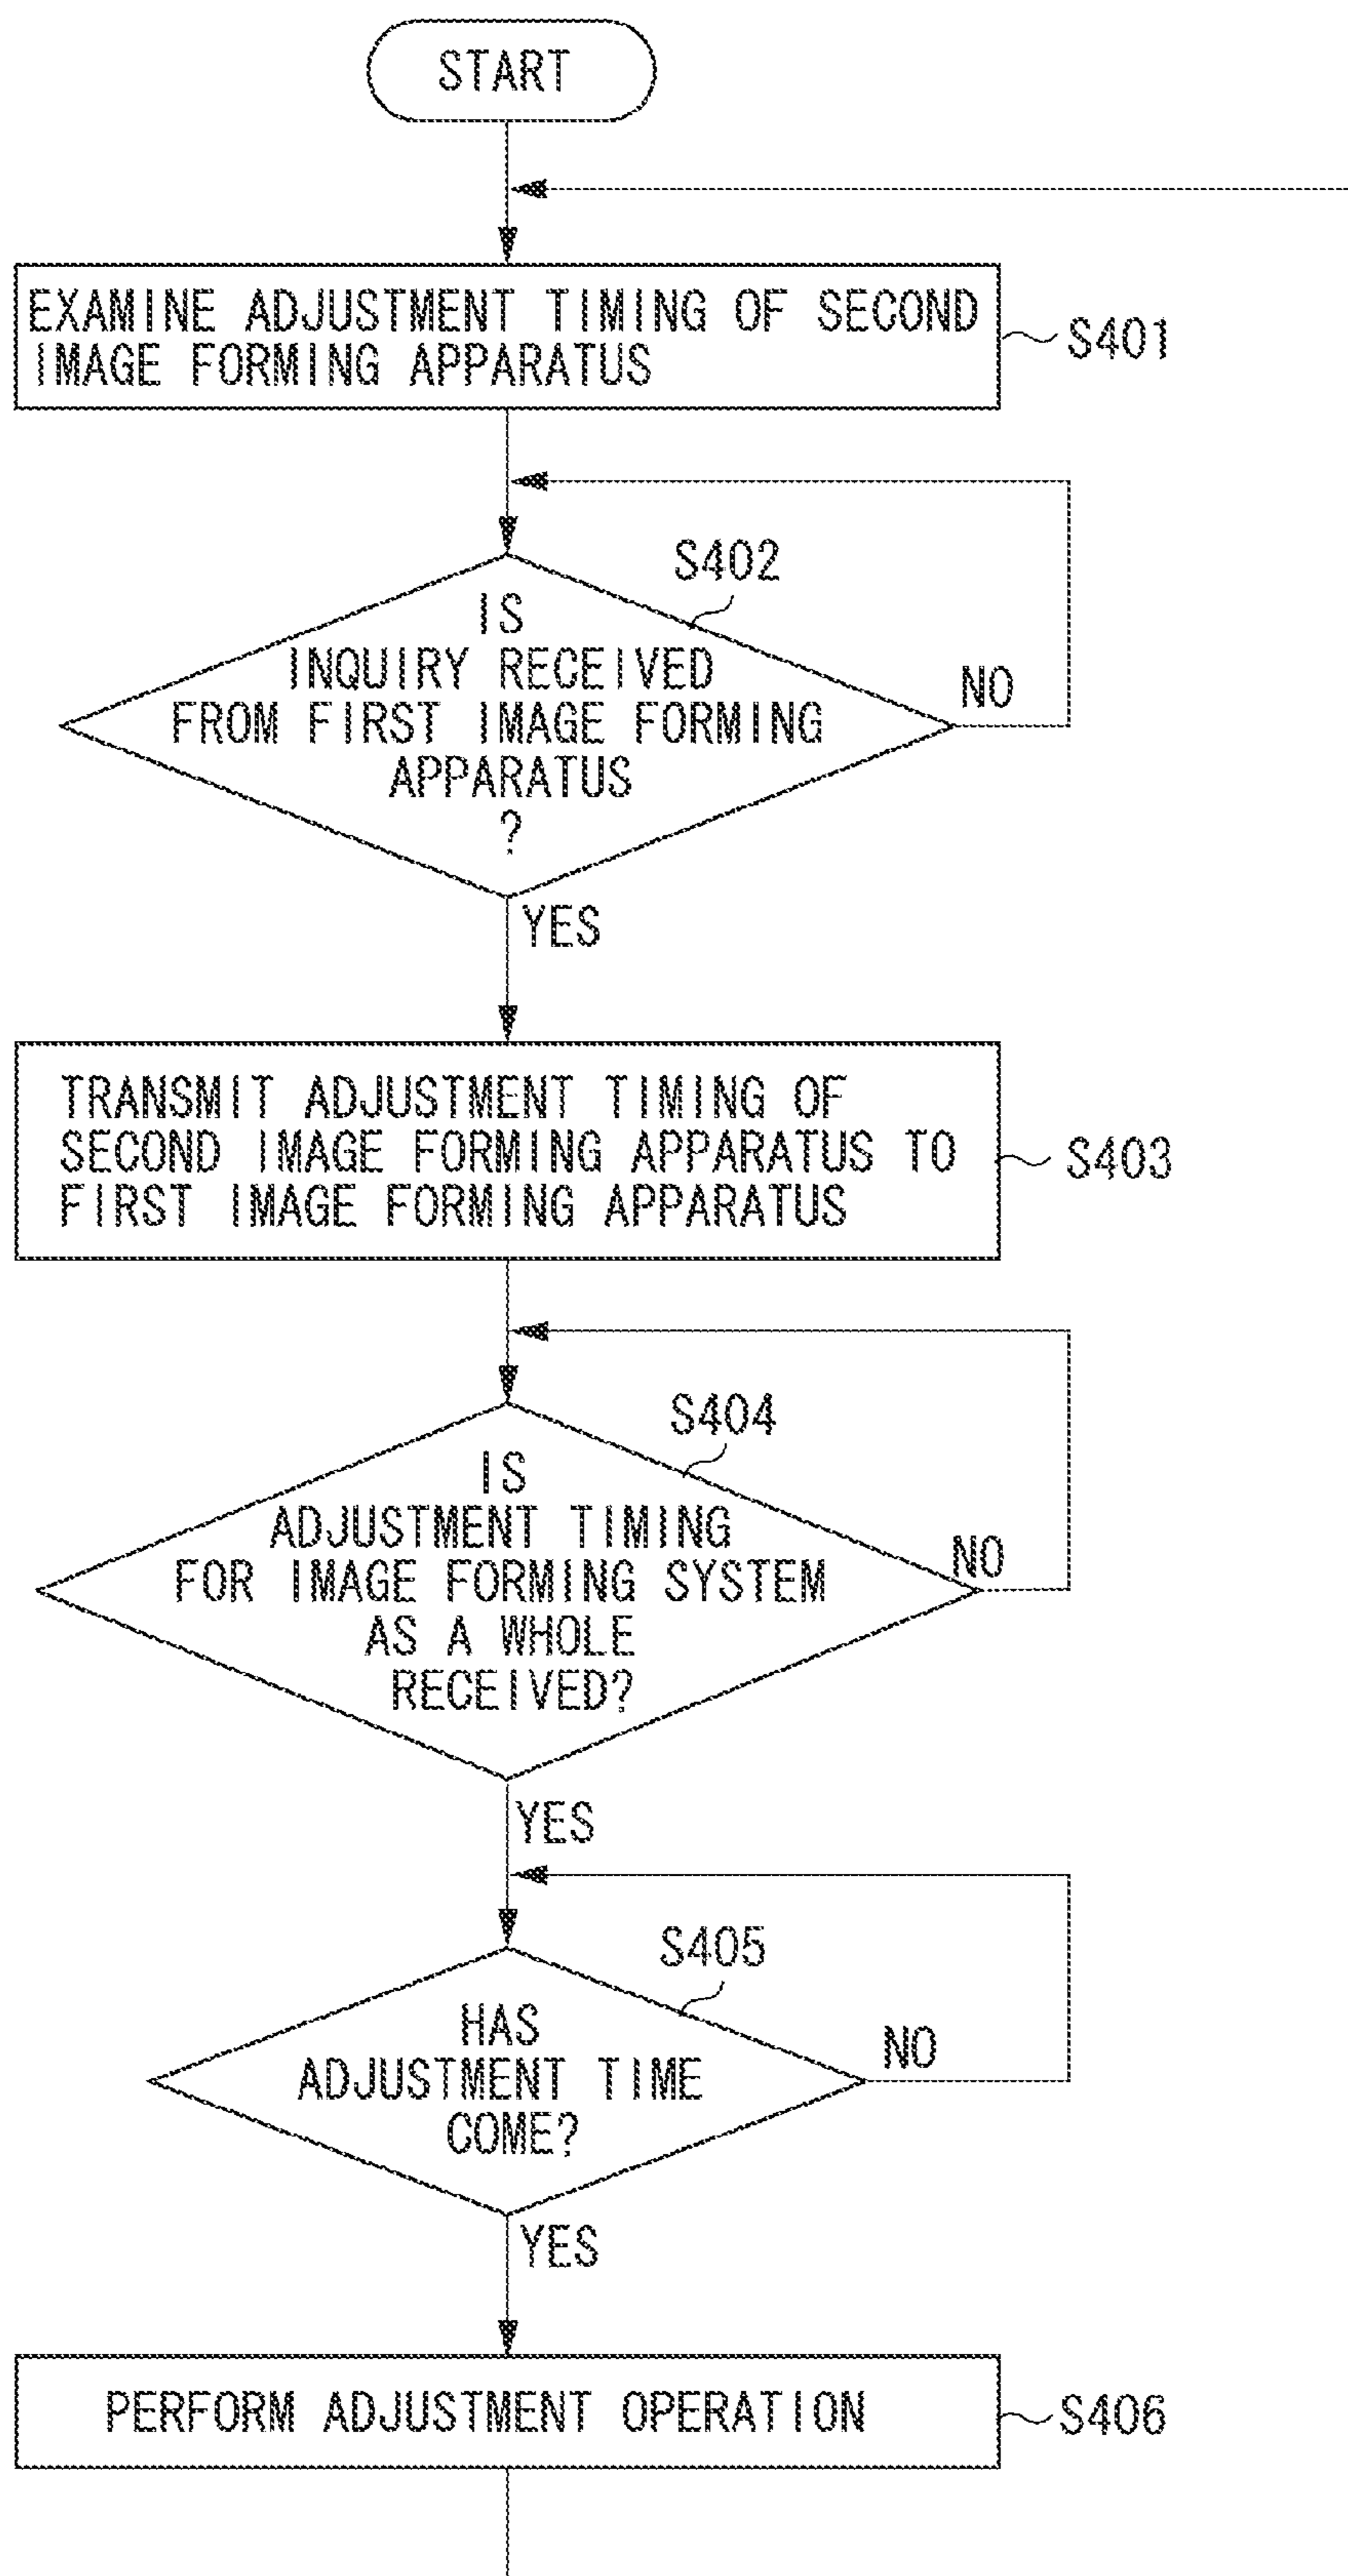 START
EXAMINE ADJUSTMENT TIMING OF SECOND
IMAGE FORMING APPARATUS
S401
S402
IS
INQUIRY RECEIVED
FROM FIRST IMAGE FORMING
APPARATUS
?
NO
YES
TRANSMIT ADJUSTMENT TIMING OF
SECOND IMAGE FORMING APPARATUS TO
FIRST IMAGE FORMING APPARATUS
S403
S404
IS
ADJUSTMENT TIMING
FOR IMAGE FORMING SYSTEM
AS A WHOLE
RECEIVED?
NO
YES
S405
HAS
ADJUSTMENT TIME
COME?
NO
YES
PERFORM ADJUSTMENT OPERATION
S406